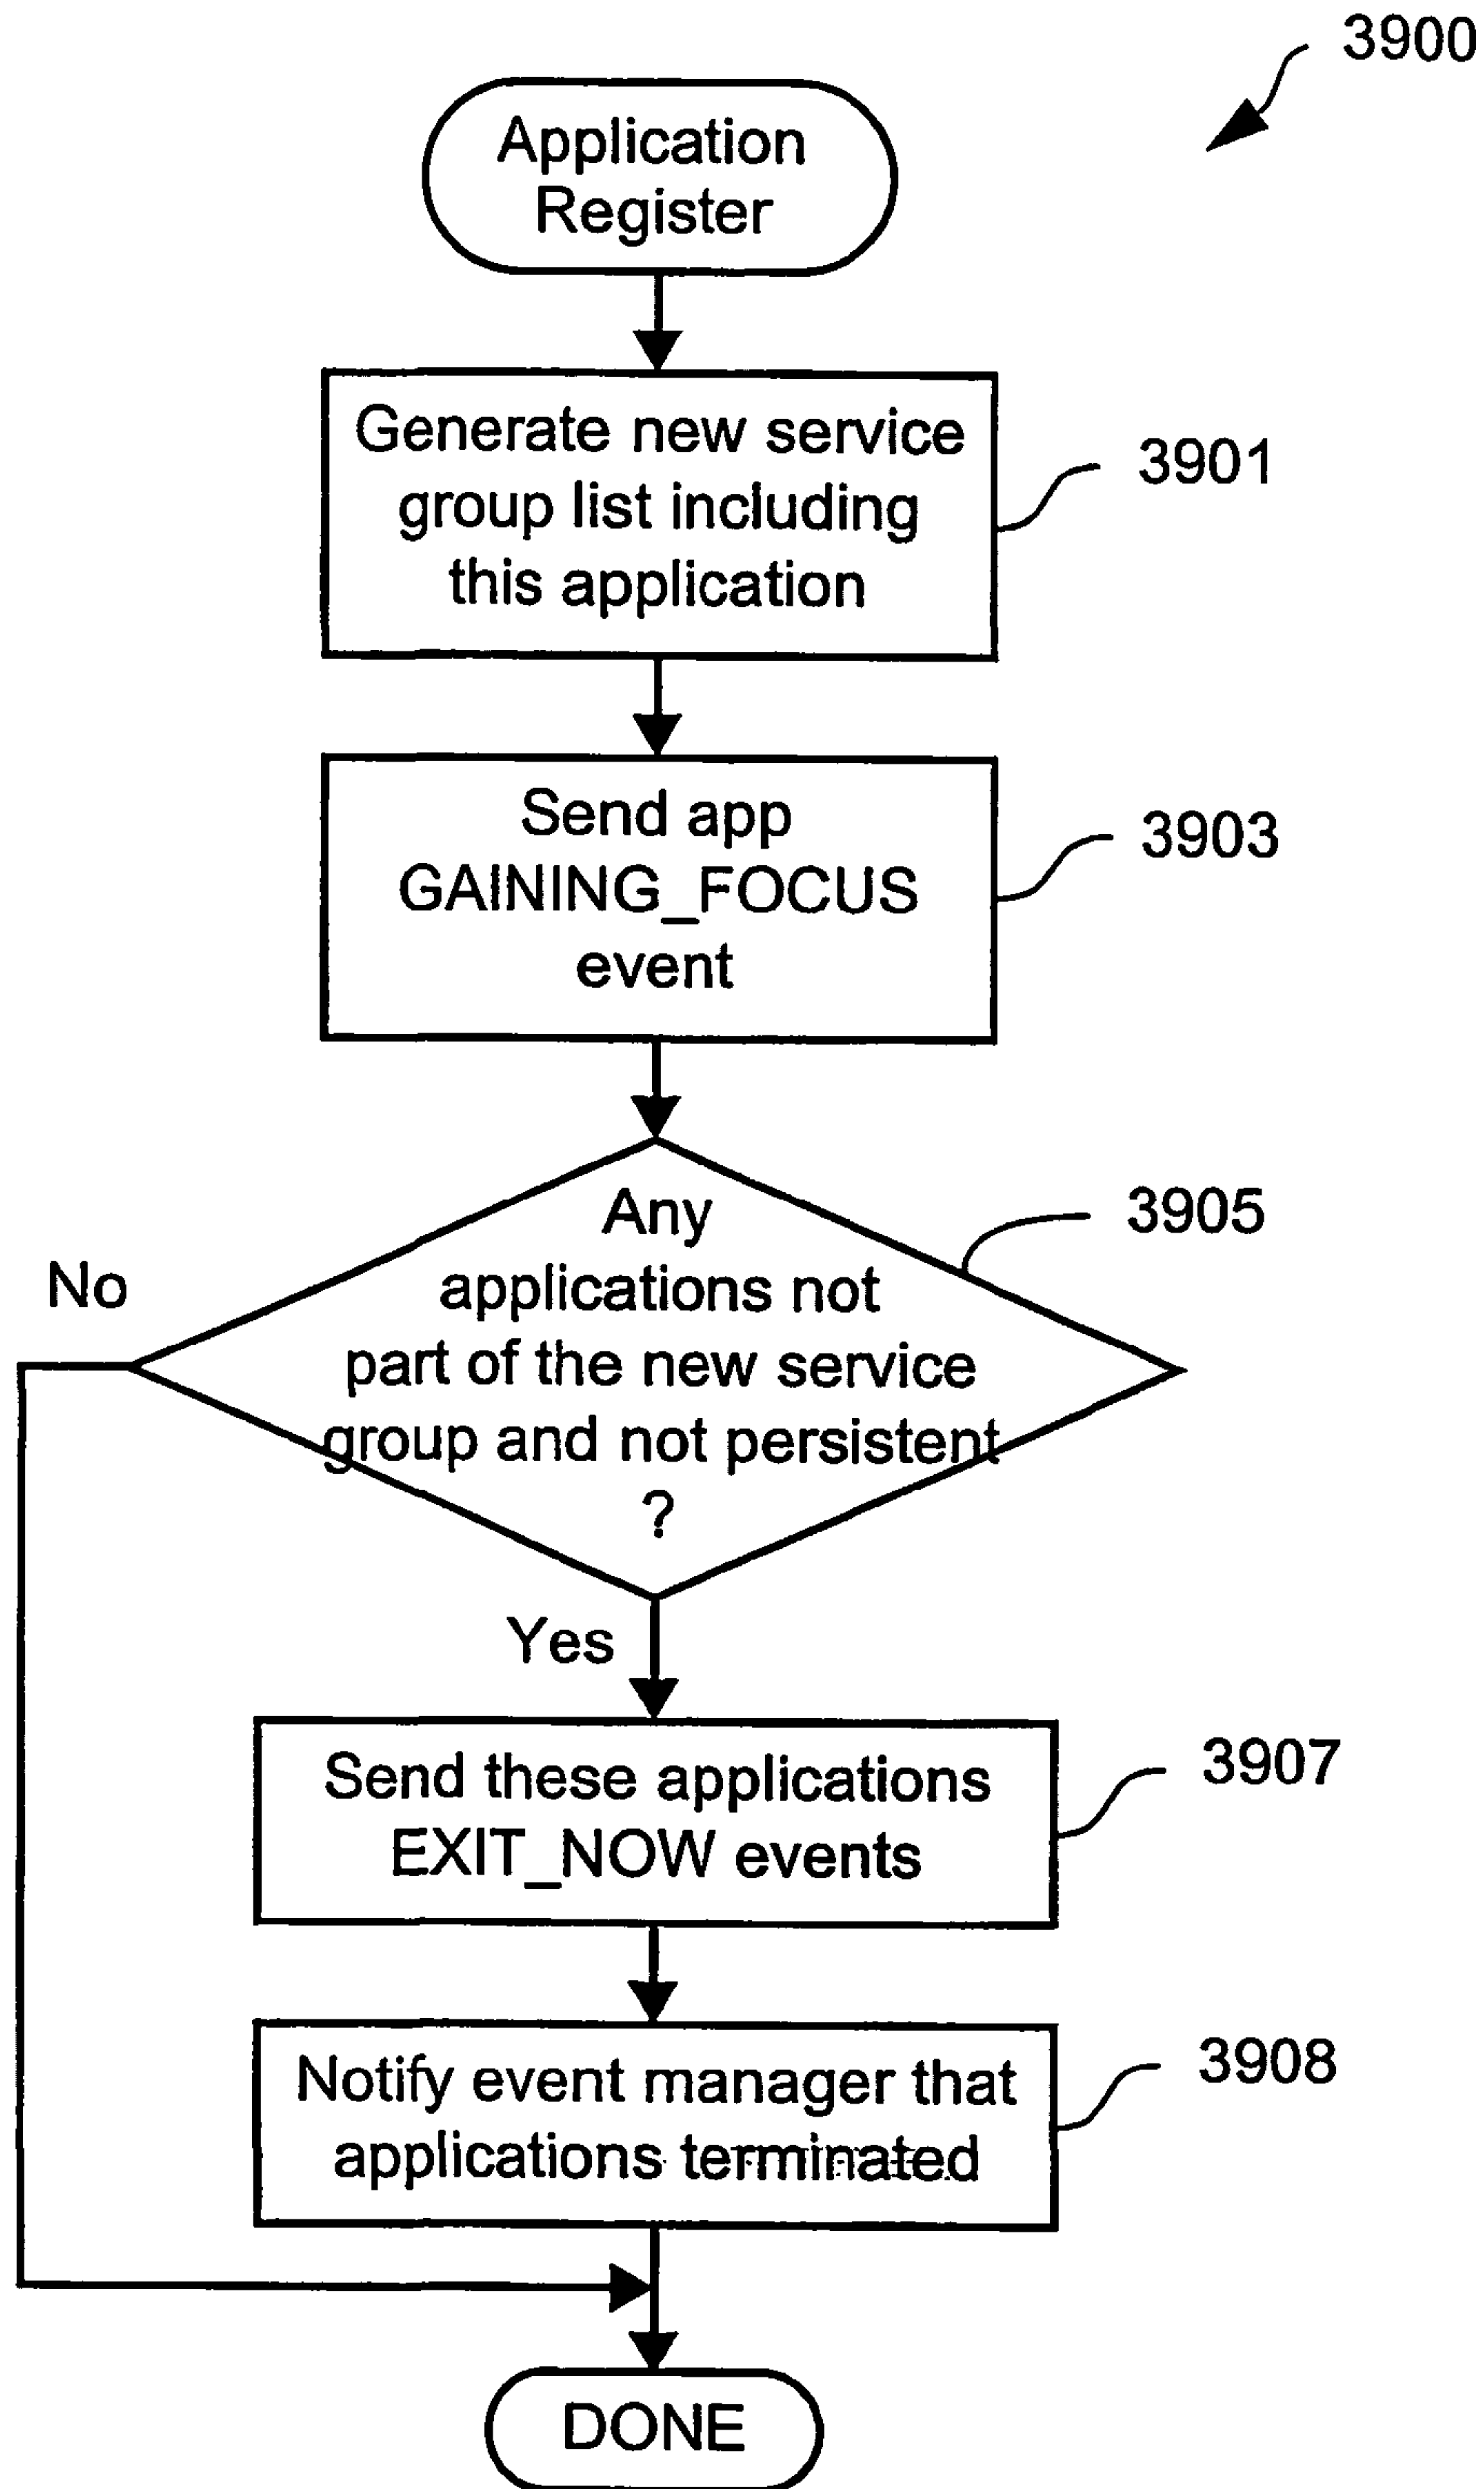 3900
Application
Register
Generate new service
group list including
this application
3901
Send app
GAINING_FOCUS
event
3903
Any
applications not
part of the new service
group and not persistent
?
3905
No
Yes
Send these applications
EXIT_NOW events
3907
Notify event manager that
applications terminated
3908
DONE